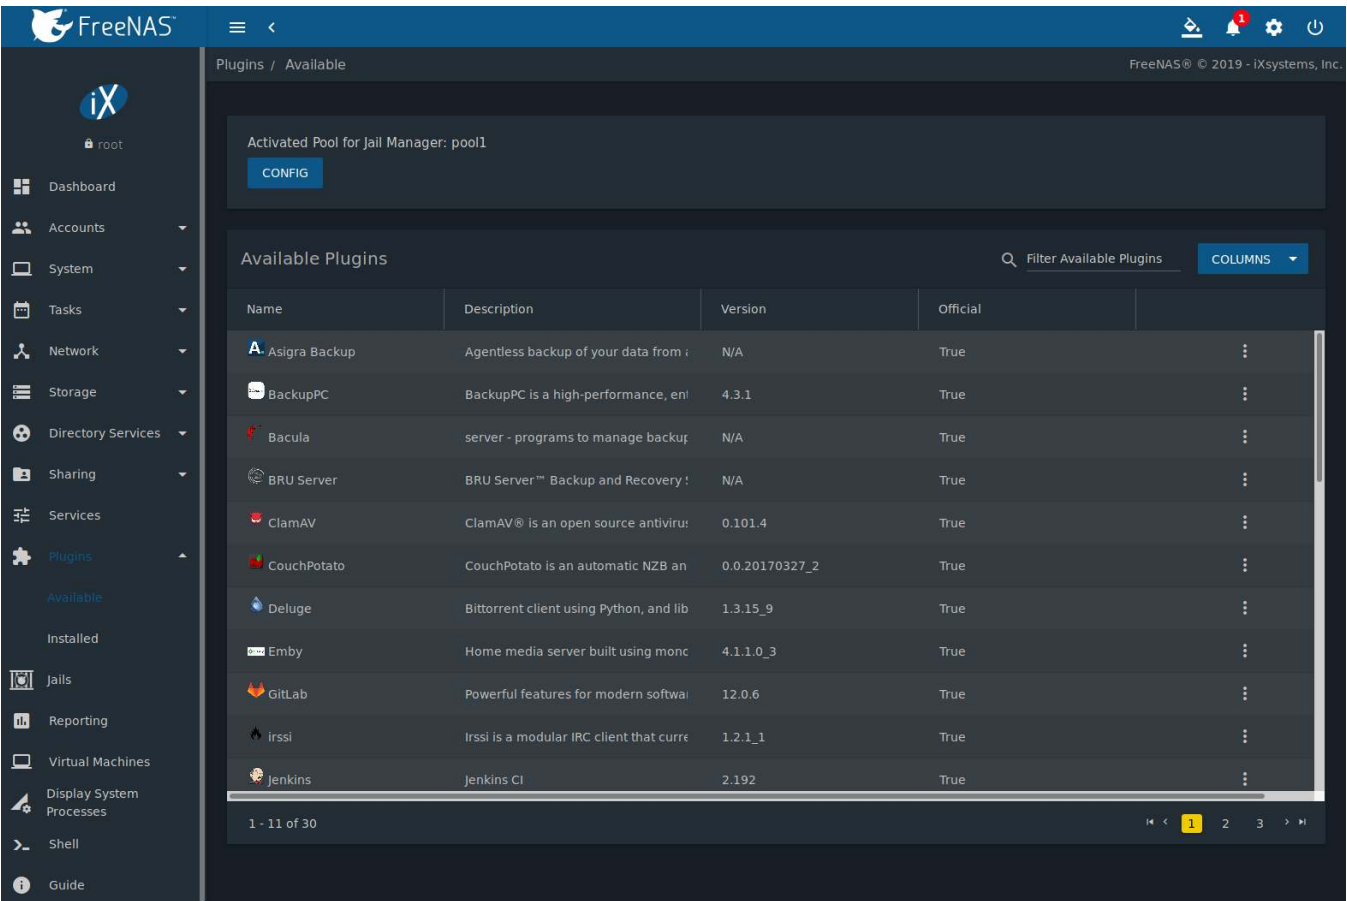 FreeNAS™
1
Plugins / Available
FreeNAS® © 2019 - iXsystems, Inc.
iX
root
Dashboard
Accounts
System
Tasks
Network
Storage
Directory Services
Sharing
Services
Plugins
Available
Installed
Jails
Reporting
Virtual Machines
Display System
Processes
Shell
Guide
Activated Pool for Jail Manager: pool1
CONFIG
Available Plugins
Filter Available Plugins
COLUMNS
Name Description Version Official
A. Asigra Backup Agentless backup of your data from N/A True
BackupPC BackupPC is a high-performance, N/A 4.3.1 True
Bacula server - programs to manage N/A True
BRU Server BRU Server™ Backup and Recovery N/A True
ClamAV ClamAV® is an open source 0.101.4 True
CouchPotato CouchPotato is an automatic NZB an 0.0.20170327_2 True
Deluge Bittorrent client using Python, and lib 1.3.15_9 True
Emby Home media server built using 4.1.1.0_3 True
GitLab Powerful features for modern 12.0.6 True
irssi Irssi is a modular IRC client that 1.2.1_1 True
Jenkins Jenkins CI 2.192 True
1 - 11 of 30
1 2 3